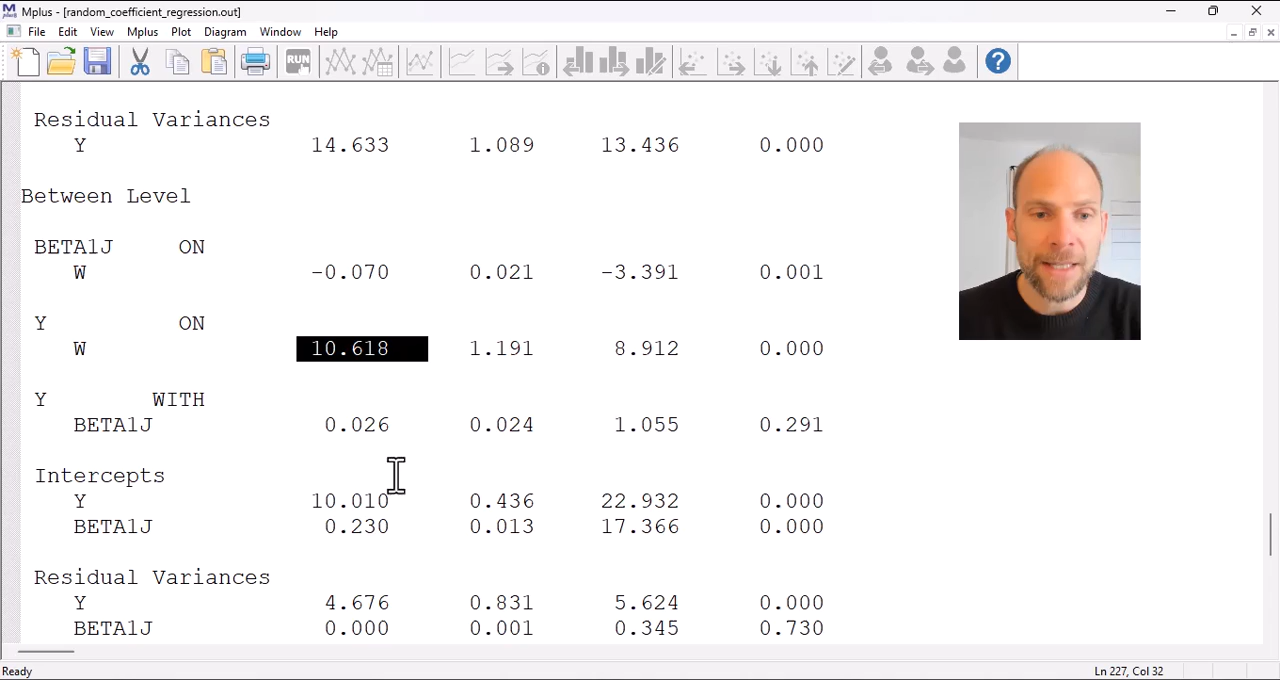 Mplus - [random_coefficient_regression.out]
File Edit View Mplus Plot Diagram Window Help
RUN
Residual Variances
Y 14.633 1.089 13.436 0.000
Between Level
BETA1J ON
W -0.070 0.021 -3.391 0.001
Y ON
W 10.618 1.191 8.912 0.000
Y WITH
BETA1J 0.026 0.024 1.055 0.291
Intercepts
Y 10.010 0.436 22.932 0.000
BETA1J 0.230 0.013 17.366 0.000
Residual Variances
Y 4.676 0.831 5.624 0.000
BETA1J 0.000 0.001 0.345 0.730
Ready Ln 227, Col 32